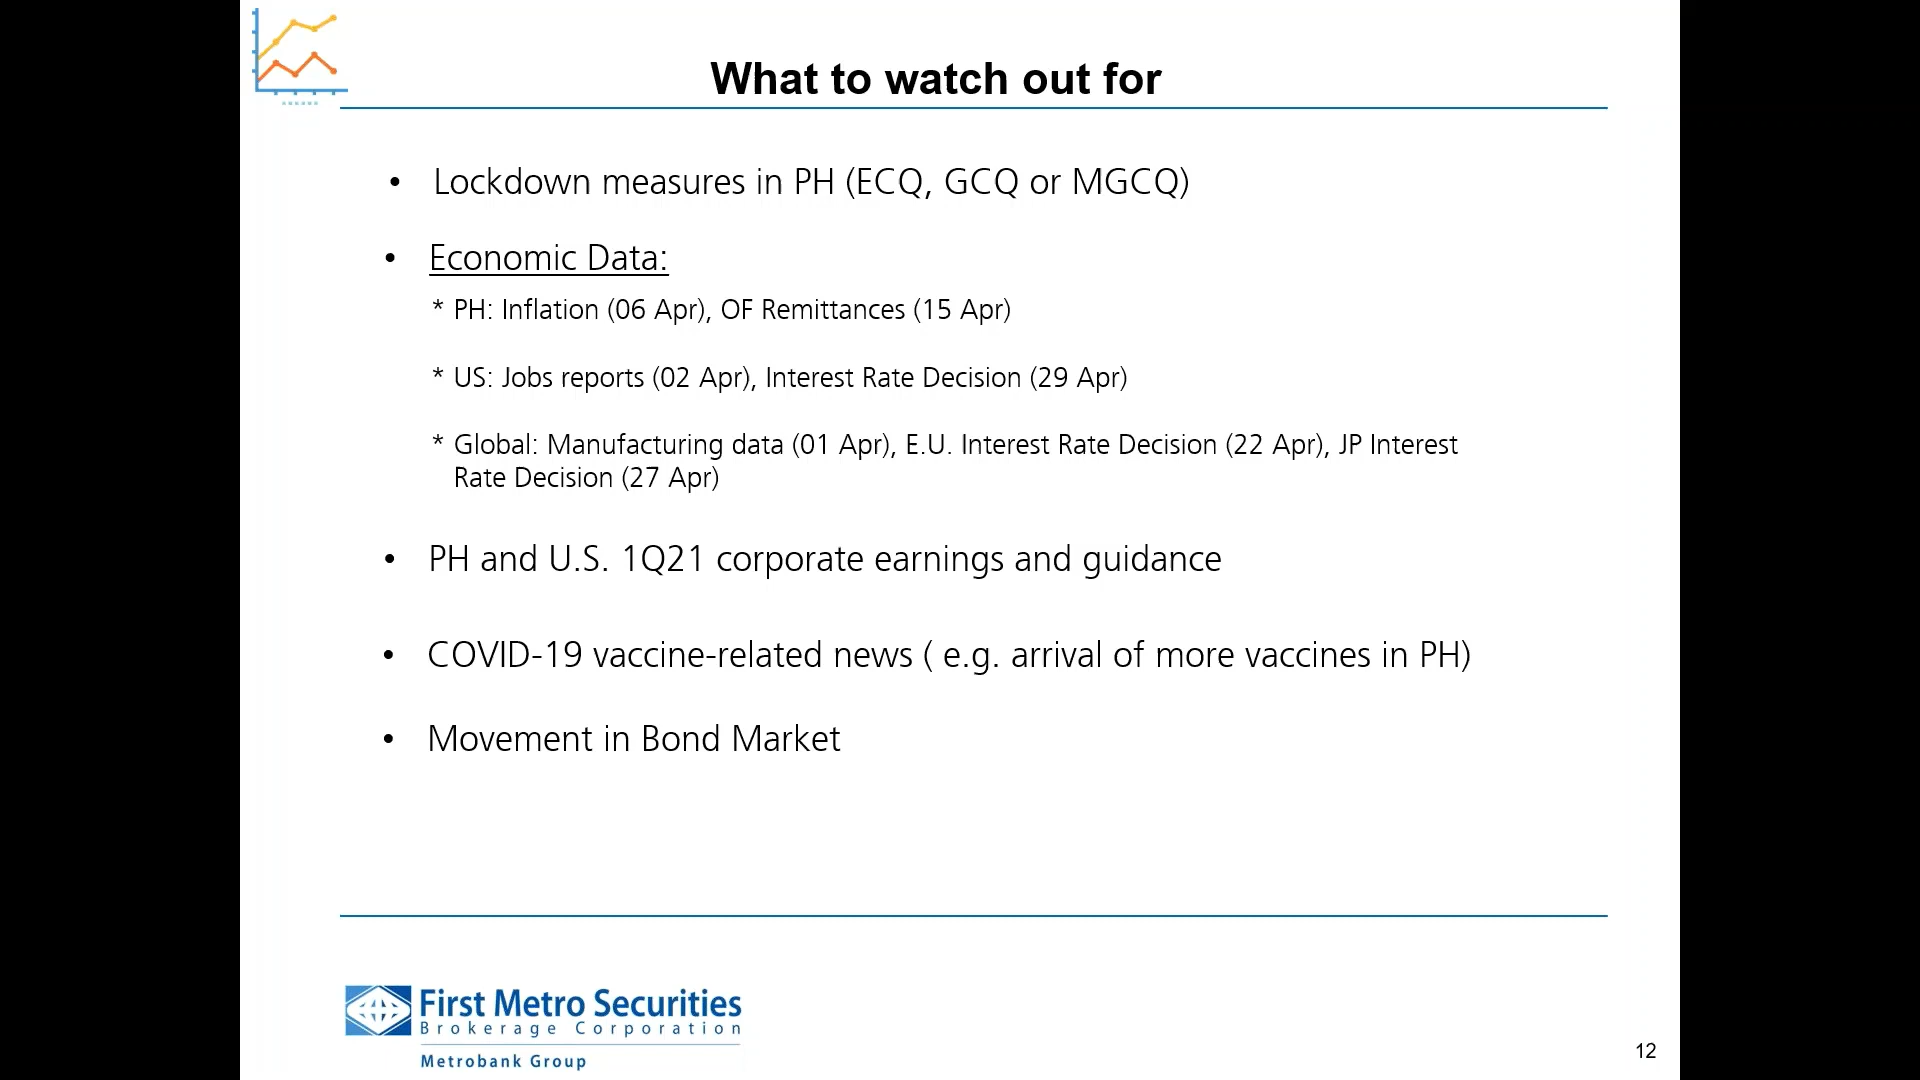 What to watch out for
• Lockdown measures in PH (ECQ, GCQ or MGCQ)
• Economic Data:
* PH: Inflation (06 Apr), OF Remittances (15 Apr)
* US: Jobs reports (02 Apr), Interest Rate Decision (29 Apr)
* Global: Manufacturing data (01 Apr), E.U. Interest Rate Decision (22 Apr), JP Interest
Rate Decision (27 Apr)
• PH and U.S. 1Q21 corporate earnings and guidance
• COVID-19 vaccine-related news ( e.g. arrival of more vaccines in PH)
• Movement in Bond Market
First Metro Securities
Brokerage Corporation
Metrobank Group
12